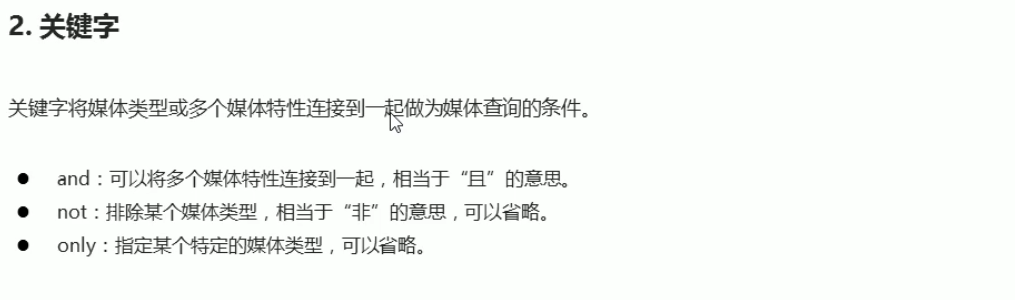 2. 关键字
关键字将媒体类型或多个媒体特性连接到一起做为媒体查询的条件。
● and：可以将多个媒体特性连接到一起，相当于“且”的意思。
● not：排除某个媒体类型，相当于“非”的意思，可以省略。
● only：指定某个特定的媒体类型，可以省略。